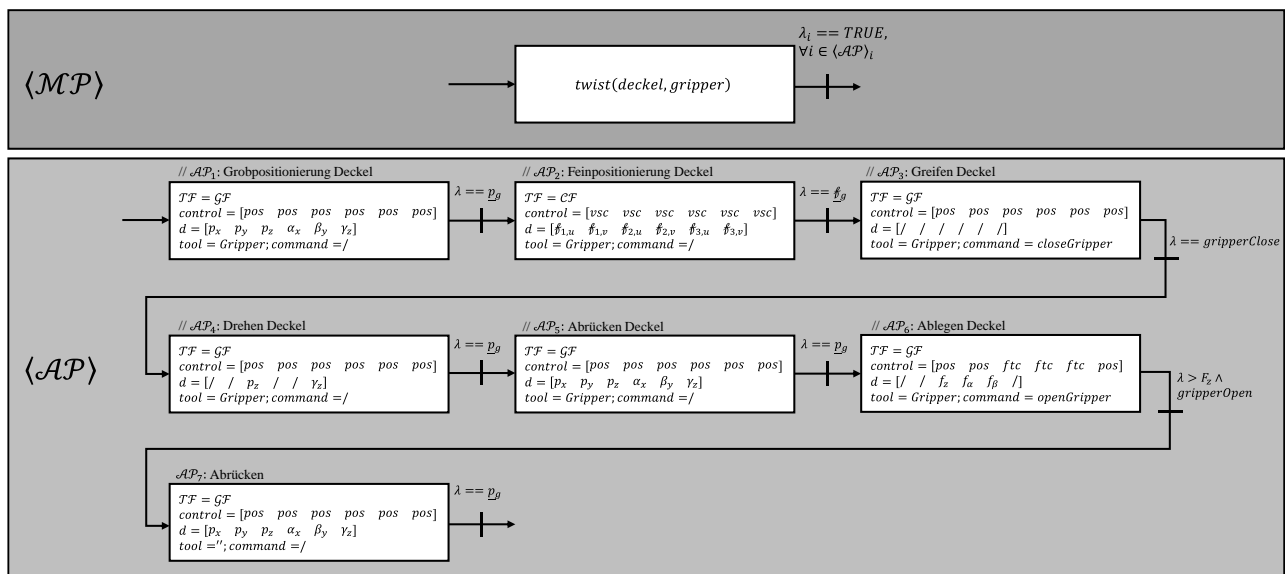 ⟨ℳ𝒫⟩
twist(deckel, gripper)
λ_i == TRUE,
∀i ∈ ⟨𝒜𝒫⟩_i
⟨𝒜𝒫⟩
// 𝒜𝒫_1: Grobpositionierung Deckel
𝒯ℱ = 𝒢ℱ
control = [pos pos pos pos pos pos]
d = [p_x p_y p_z α_x β_y γ_z]
tool = Gripper; command =/
λ == p_g
// 𝒜𝒫_2: Feinpositionierung Deckel
𝒯ℱ = 𝒞ℱ
control = [vsc vsc vsc vsc vsc vsc]
d = [f_1,u f_1,v f_2,u f_2,v f_3,u f_3,v]
tool = Gripper; command =/
λ == f_g
// 𝒜𝒫_3: Greifen Deckel
𝒯ℱ = 𝒢ℱ
control = [pos pos pos pos pos pos]
d = [/ / / / / /]
tool = Gripper; command = closeGripper
λ == gripperClose
// 𝒜𝒫_4: Drehen Deckel
𝒯ℱ = 𝒢ℱ
control = [pos pos pos pos pos pos]
d = [/ / p_z / / γ_z]
tool = Gripper; command =/
λ == p_g
// 𝒜𝒫_5: Abrücken Deckel
𝒯ℱ = 𝒢ℱ
control = [pos pos pos pos pos pos]
d = [p_x p_y p_z α_x β_y γ_z]
tool = Gripper; command =/
λ == p_g
// 𝒜𝒫_6: Ablegen Deckel
𝒯ℱ = 𝒢ℱ
control = [pos pos ftc ftc ftc pos]
d = [/ / f_z f_α f_β /]
tool = Gripper; command = openGripper
λ > F_z ∧
gripperOpen
𝒜𝒫_7: Abrücken
𝒯ℱ = 𝒢ℱ
control = [pos pos pos pos pos pos]
d = [p_x p_y p_z α_x β_y γ_z]
tool =''; command =/
λ == p_g